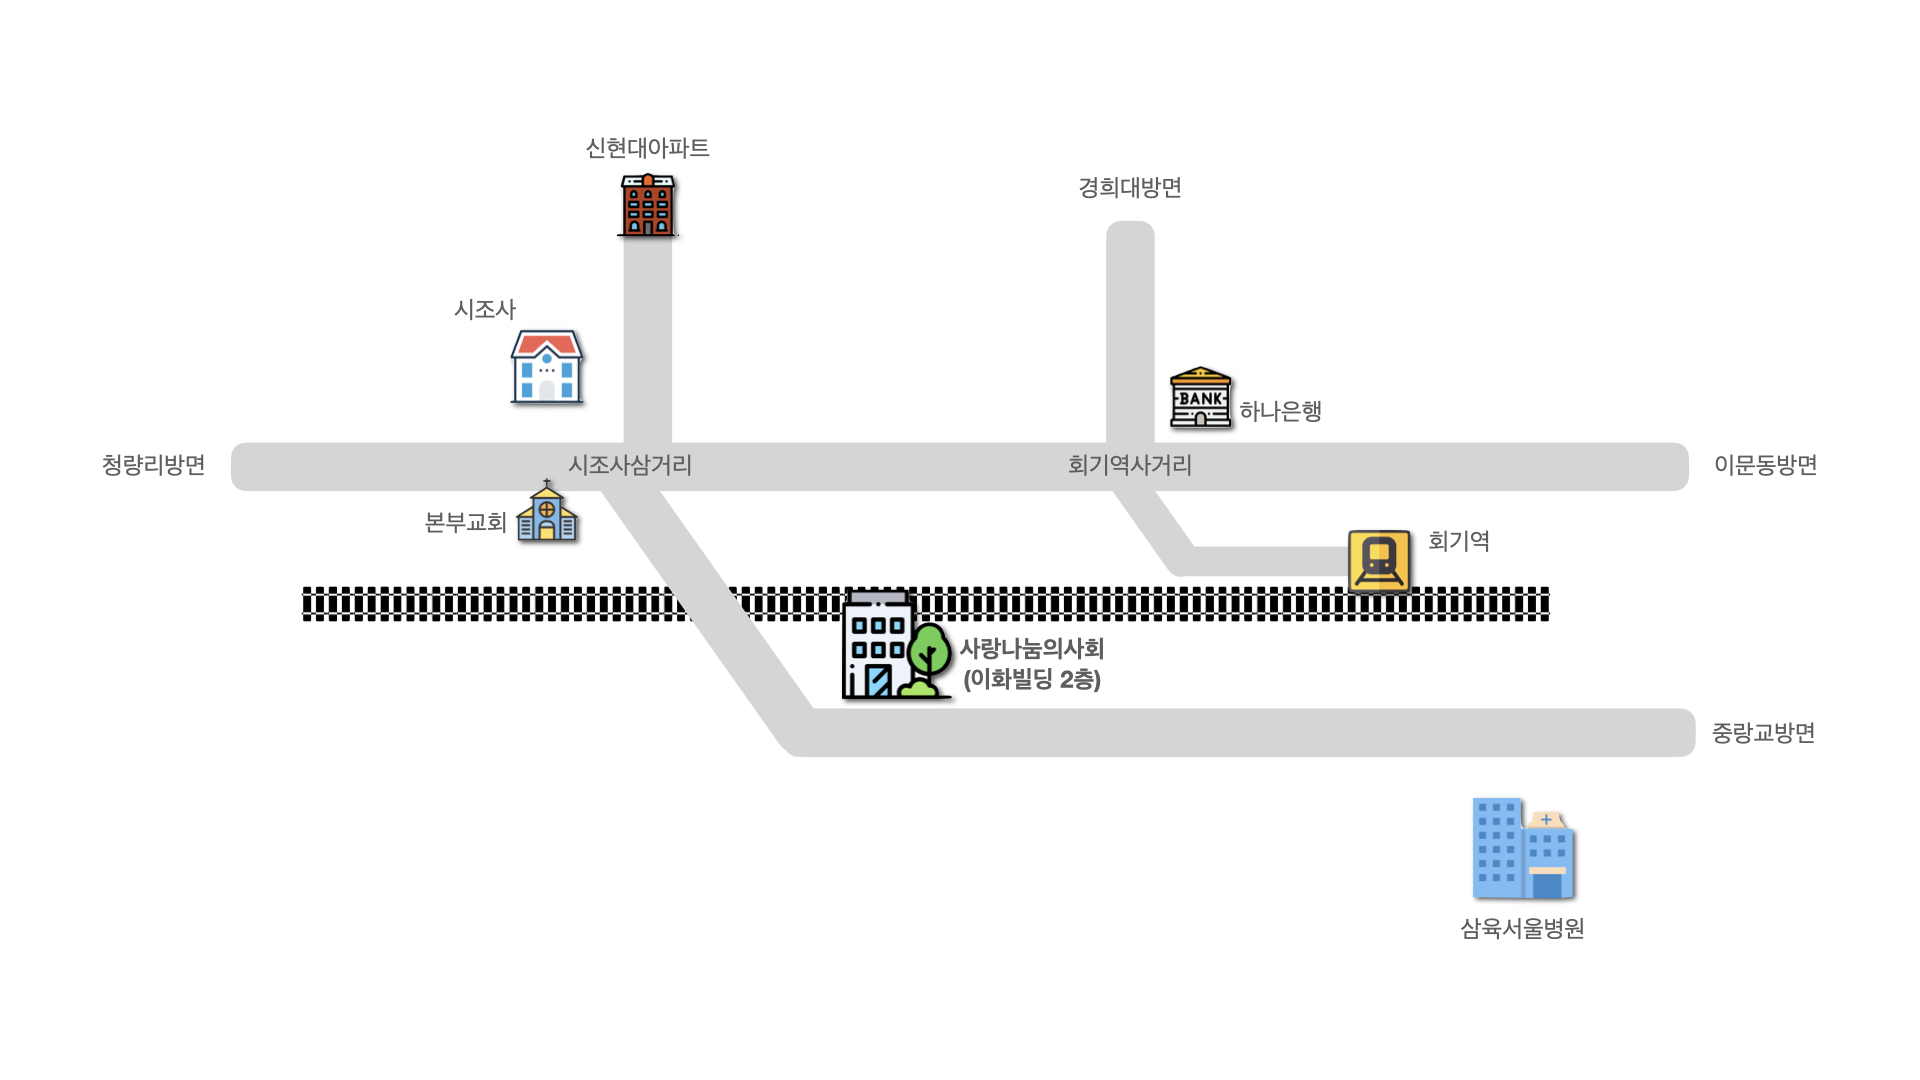 신현대아파트
경희대방면
시조사
BANK
하나은행
청량리방면
시조사삼거리
회기역사거리
이문동방면
본부교회
회기역
사랑나눔의사회
(이화빌딩 2층)
중랑교방면
삼육서울병원